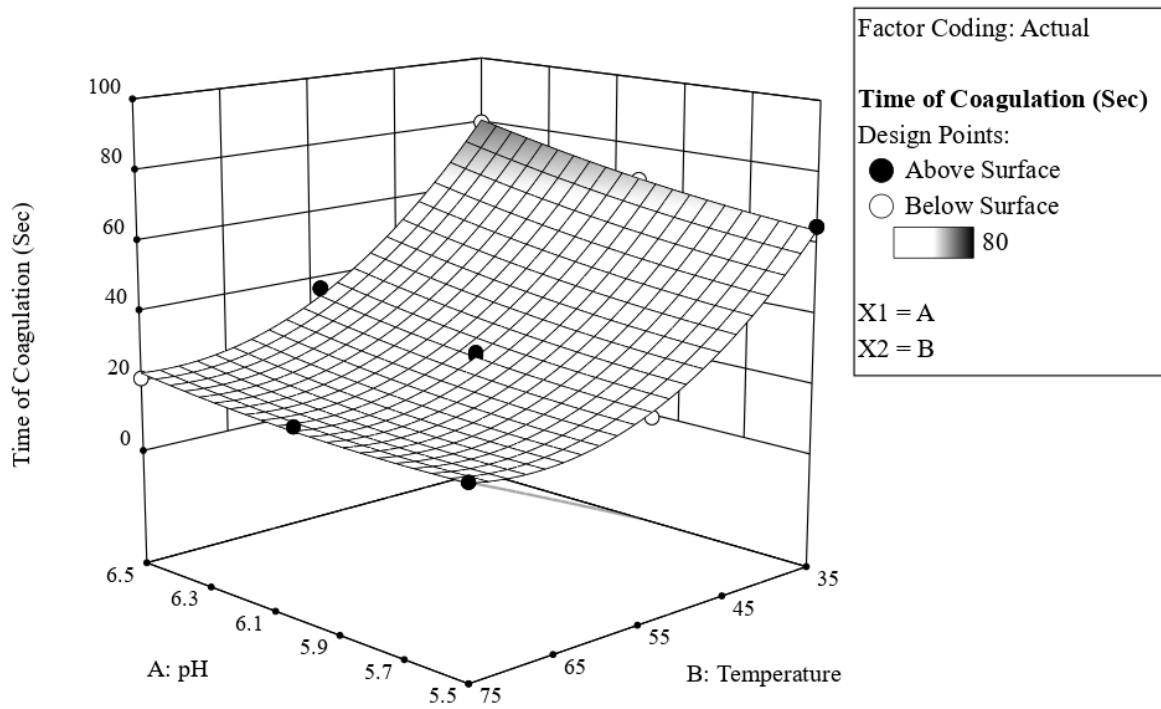 Factor Coding: Actual
Time of Coagulation (Sec)
Design Points:
Above Surface
Below Surface
80
X1 = A
X2 = B
Time of Coagulation (Sec)
100
80
60
40
20
0
6.5
6.3
6.1
5.9
5.7
5.5
A: pH
75
65
55
45
35
B: Temperature